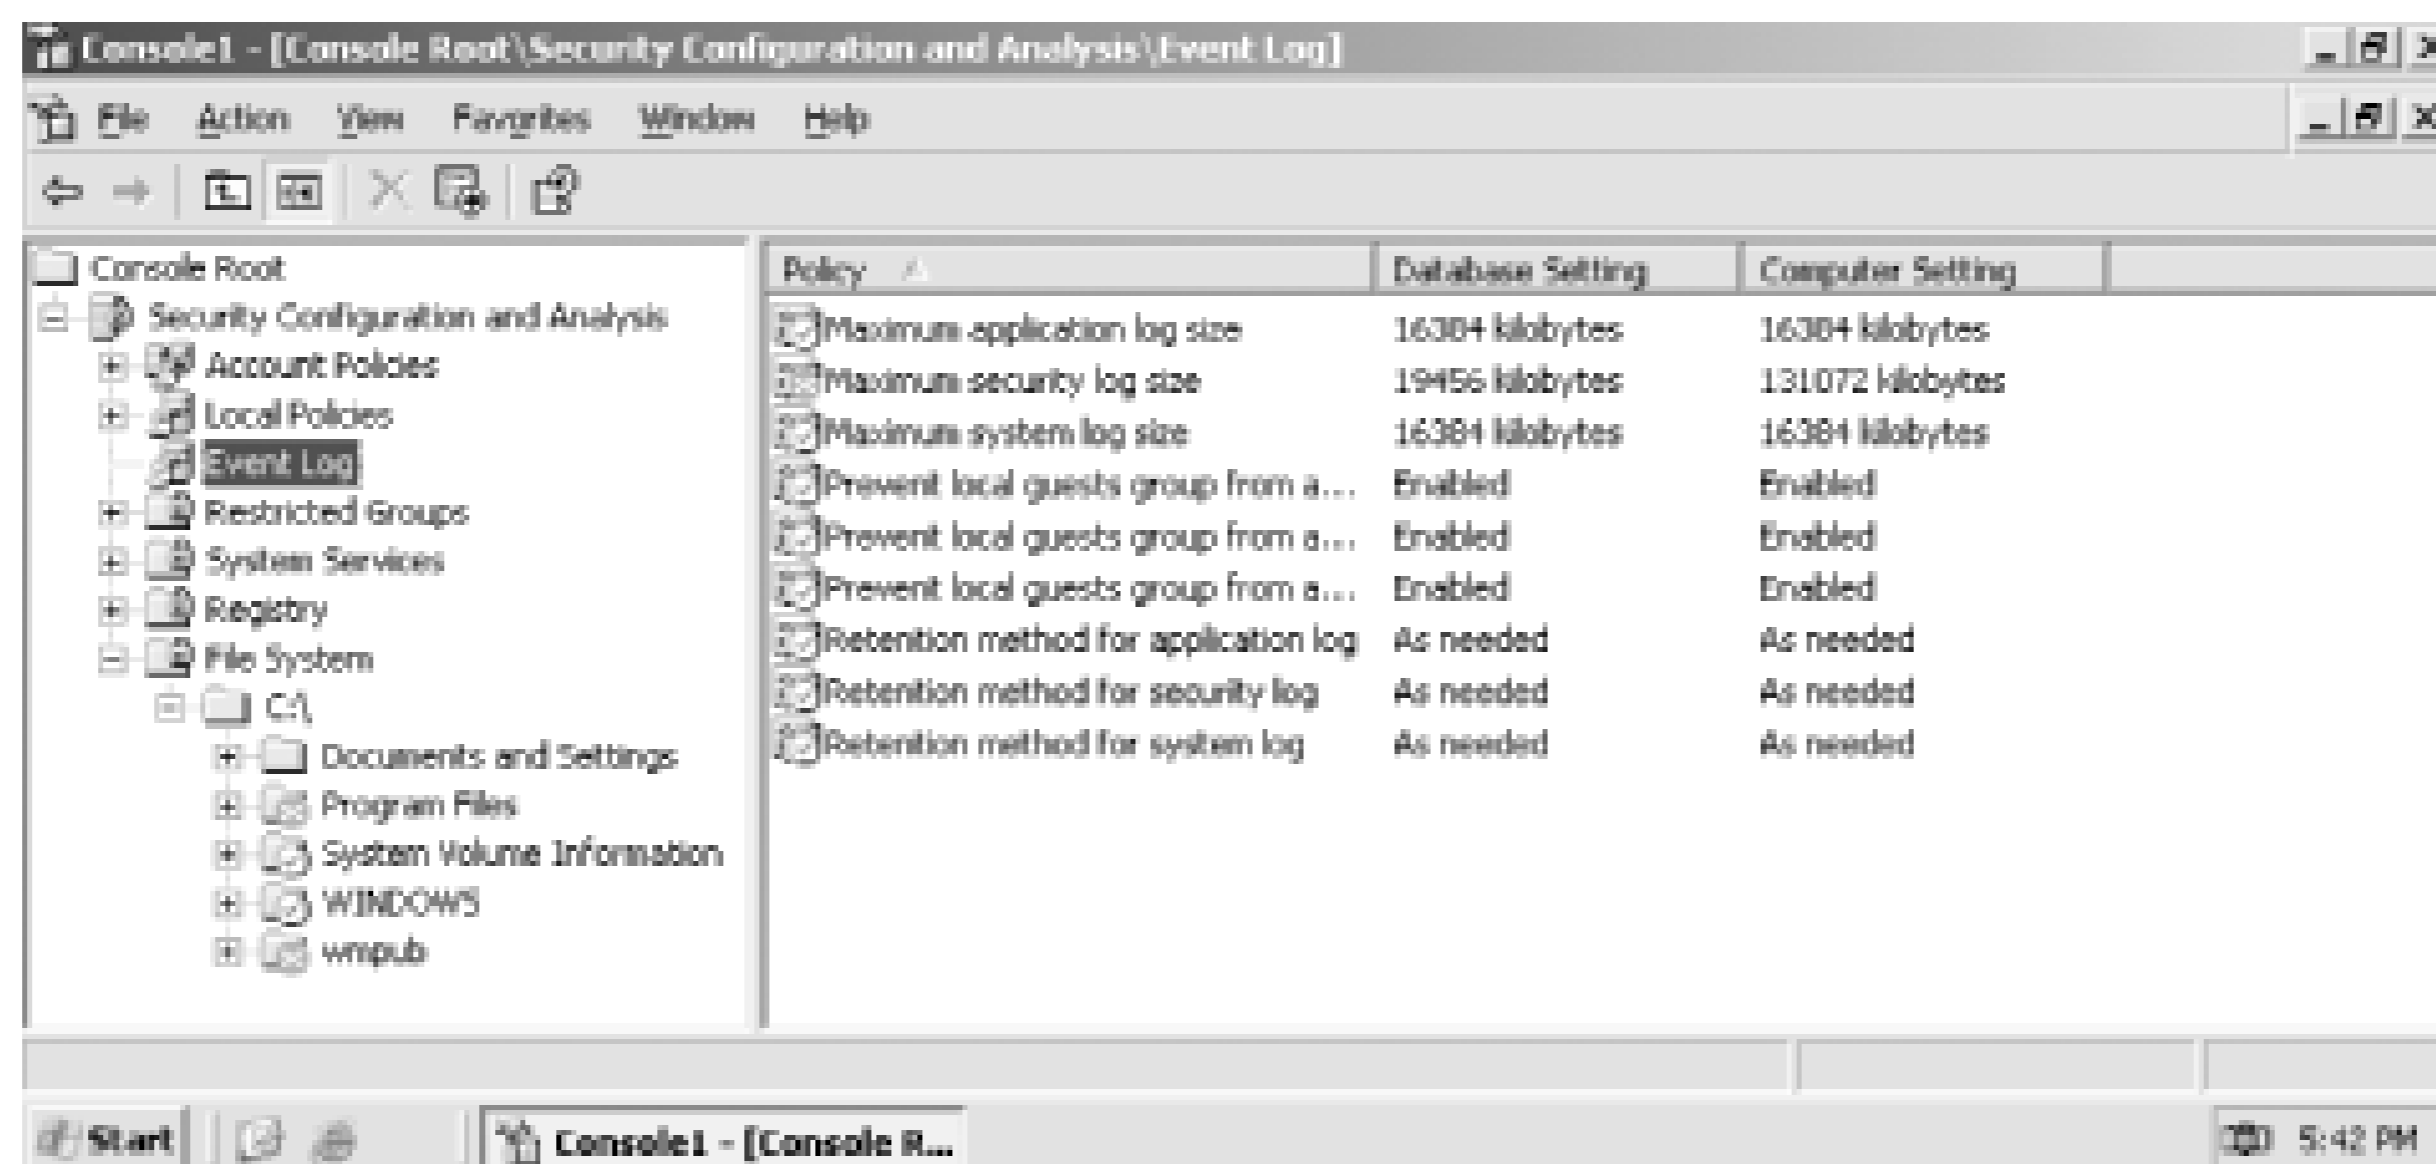 Console1 - [Console Root\Security Configuration and Analysis\Event Log]
File Action View Favorites Window Help
Console Root
Security Configuration and Analysis
Account Policies
Local Policies
Event Log
Restricted Groups
System Services
Registry
File System
C:\
Documents and Settings
Program Files
System Volume Information
WINDOWS
wmpub
Policy Database Setting Computer Setting
Maximum application log size 16384 kilobytes 16384 kilobytes
Maximum security log size 19456 kilobytes 131072 kilobytes
Maximum system log size 16384 kilobytes 16384 kilobytes
Prevent local guests group from a... Enabled Enabled
Prevent local guests group from a... Enabled Enabled
Prevent local guests group from a... Enabled Enabled
Retention method for application log As needed As needed
Retention method for security log As needed As needed
Retention method for system log As needed As needed
Start Console1 - [Console R... 5:42 PM